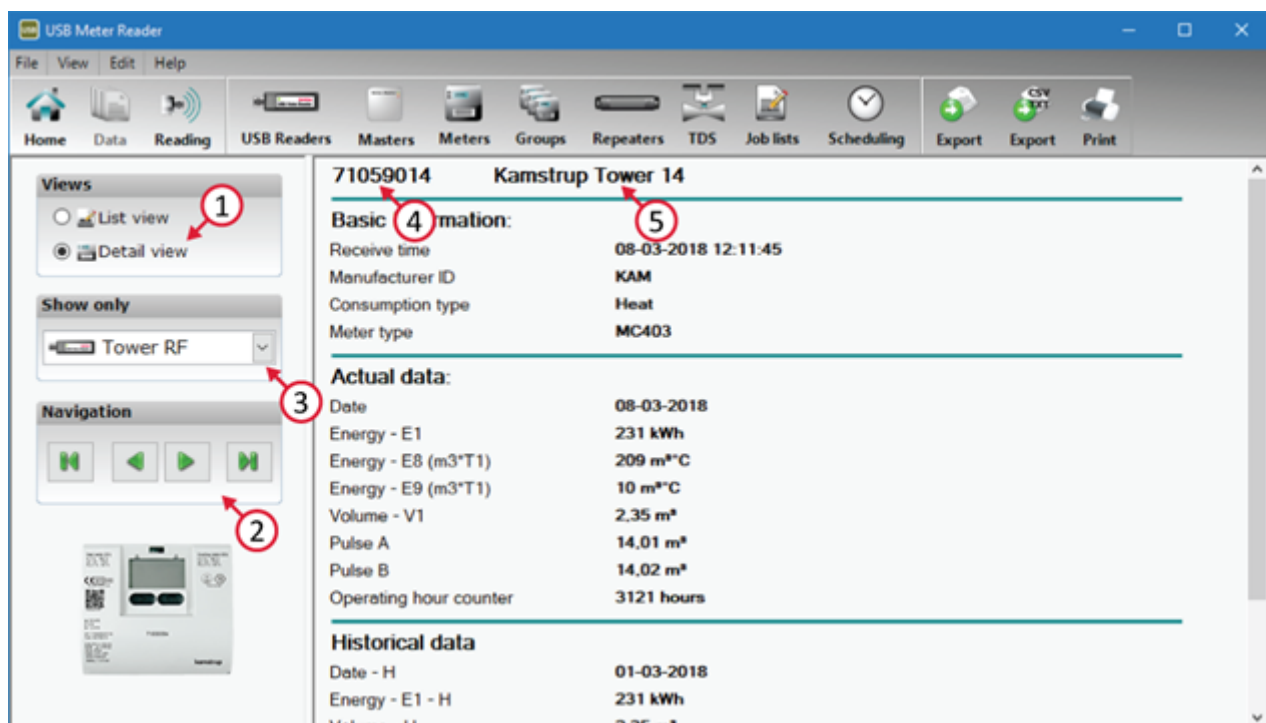 USB Meter Reader
File View Edit Help
Home Data Reading USB Readers Masters Meters Groups Repeaters TDS Job lists Scheduling Export CSV TXT Export Print
Views
List view
Detail view
1
Show only
Tower RF
3
Navigation
2
kamstrup
71059014 Kamstrup Tower 14
4 5
Basic mation:
Receive time 08-03-2018 12:11:45
Manufacturer ID KAM
Consumption type Heat
Meter type MC403
Actual data:
Date 08-03-2018
Energy - E1 231 kWh
Energy - E8 (m3*T1) 209 m³°C
Energy - E9 (m3*T1) 10 m³°C
Volume - V1 2,35 m³
Pulse A 14,01 m³
Pulse B 14,02 m³
Operating hour counter 3121 hours
Historical data
Date - H 01-03-2018
Energy - E1 - H 231 kWh